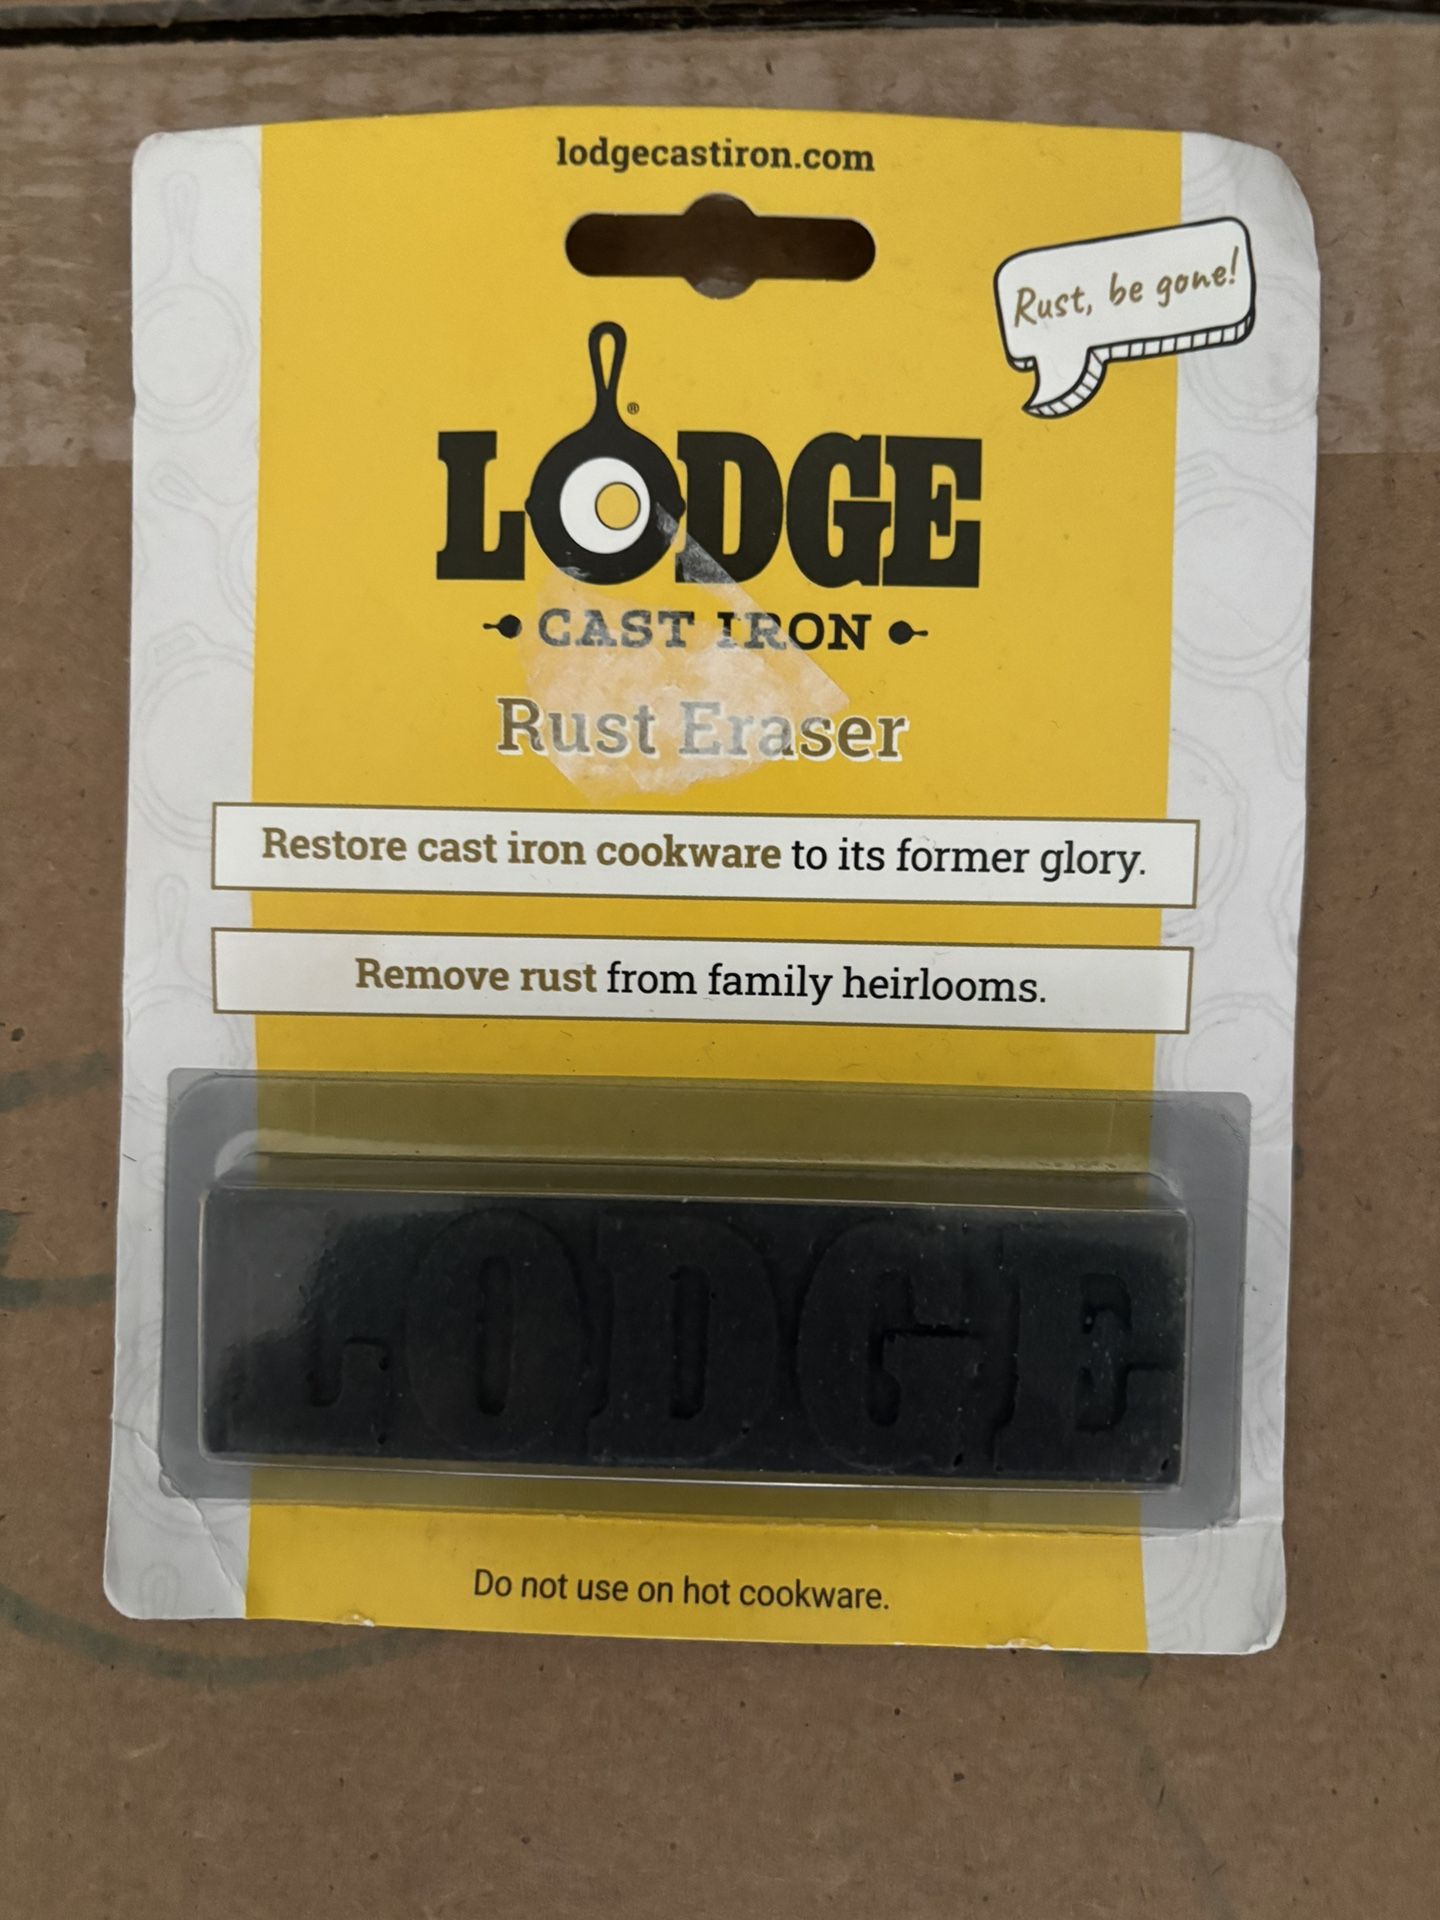 lodgecastiron.com
Rust, be gone!
®
LODGE
CAST IRON
Rust Eraser
Restore cast iron cookware to its former glory.
Remove rust from family heirlooms.
LODGE
Do not use on hot cookware.